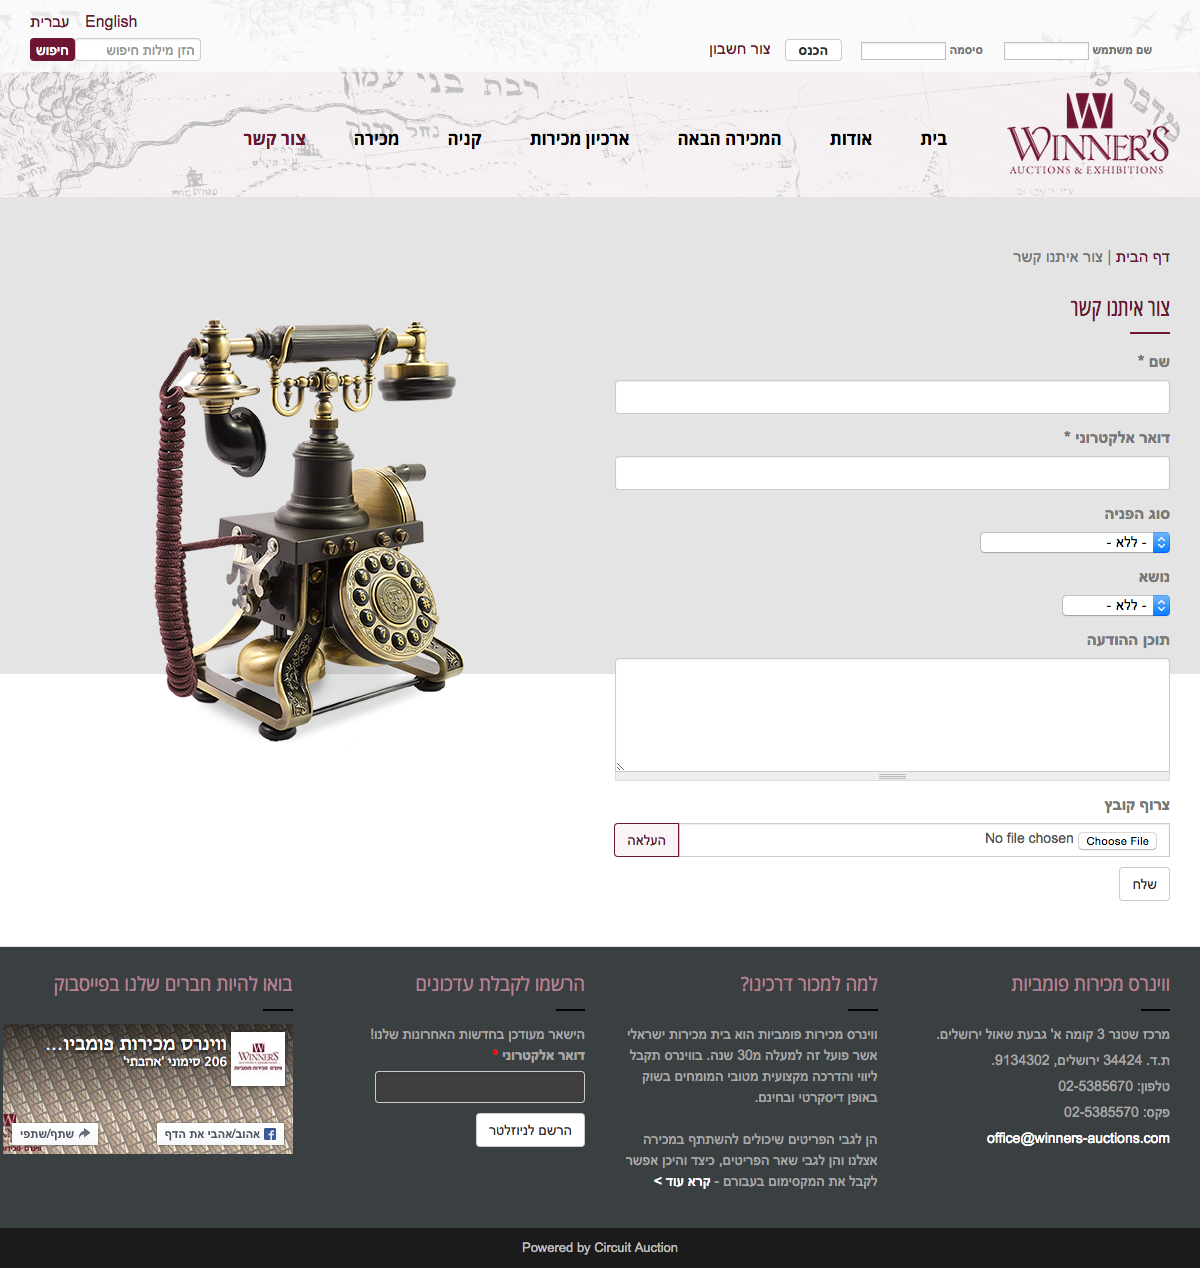 עברית English
הזן מילות חיפוש חיפוש
שם משתמש סיסמה הכנס צור חשבון
רבת בני עמון
WINNER'S
AUCTIONS & EXHIBITIONS
בית אודות המכירה הבאה ארכיון מכירות קניה מכירה צור קשר
דף הבית | צור איתנו קשר
צור איתנו קשר
שם *
דואר אלקטרוני *
סוג הפניה
- ללא -
נושא
- ללא -
תוכן ההודעה
צרוף קובץ
Choose File No file chosen העלאה
שלח
ווינרס מכירות פומביות
מרכז שטנר 3 קומה א' גבעת שאול ירושלים.
ת.ד. 34424 ירושלים, 9134302.
טלפון: 02-5385670
פקס: 02-5385570
office@winners-auctions.com
למה למכור דרכינו?
ווינרס מכירות פומביות הוא בית מכירות ישראלי
אשר פועל זה למעלה מ30 שנה. בווינרס תקבל
ליווי והדרכה מקצועית מטובי המומחים בשוק
באופן דיסקרטי ובחינם.
הן לגבי הפריטים שיכולים להשתתף במכירה
אצלנו והן לגבי שאר הפריטים, כיצד והיכן אפשר
לקבל את המקסימום בעבורם - קרא עוד >
הרשמו לקבלת עדכונים
הישאר מעודכן בחדשות האחרונות שלנו!
דואר אלקטרוני *
הרשם לניוזלטר
בואו להיות חברים שלנו בפייסבוק
WINNER'S
ווינרס מכירות פומביות
ווינרס מכירות פומביו...
206 סימוני 'אהבתי'
אהוב/אהבי את הדף
שתף/שתפי
Powered by Circuit Auction